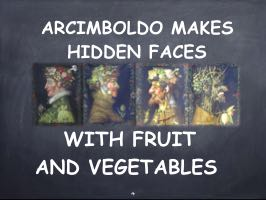 ARCIMBOLDO MAKES
HIDDEN FACES
WITH FRUIT
AND VEGETABLES